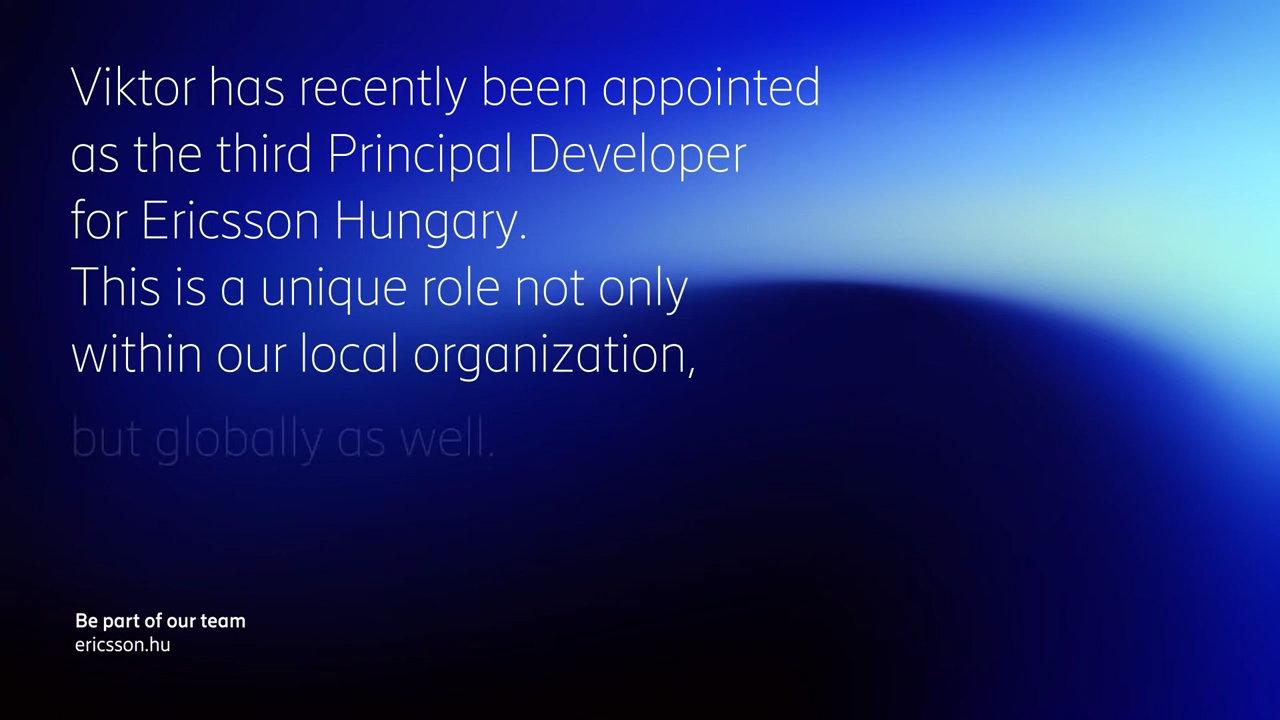 Viktor has recently been appointed
as the third Principal Developer
for Ericsson Hungary.
This is a unique role not only
within our local organization,
but globally as well.
Be part of our team
ericsson.hu